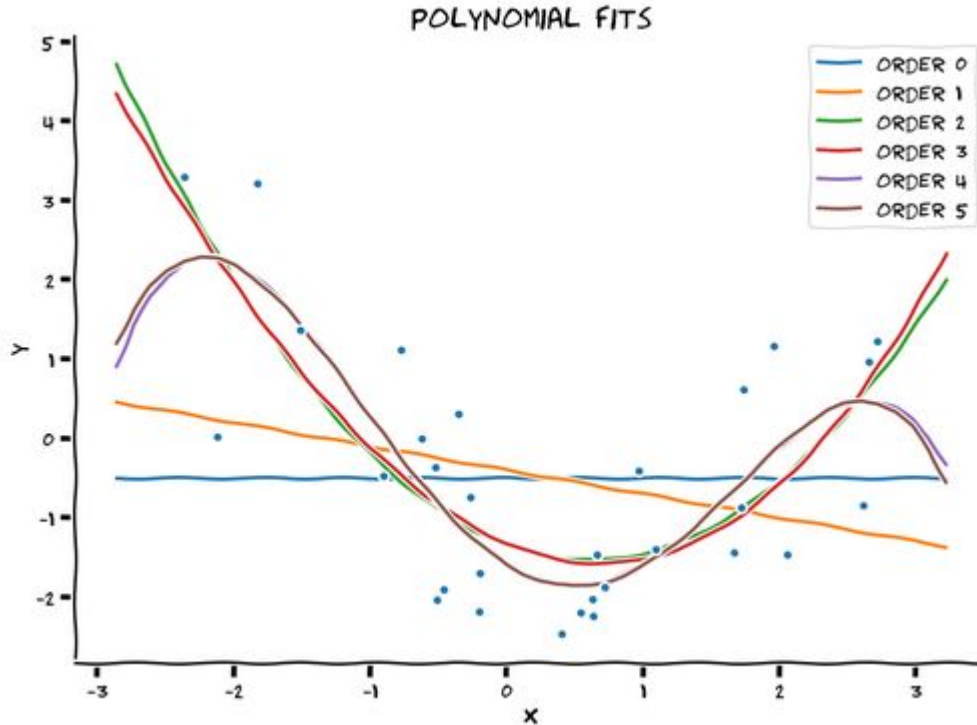 POLYNOMIAL FITS
5
4
3
2
1
0
-1
-2
Y
ORDER 0
ORDER 1
ORDER 2
ORDER 3
ORDER 4
ORDER 5
-3 -2 -1 0 1 2 3
X